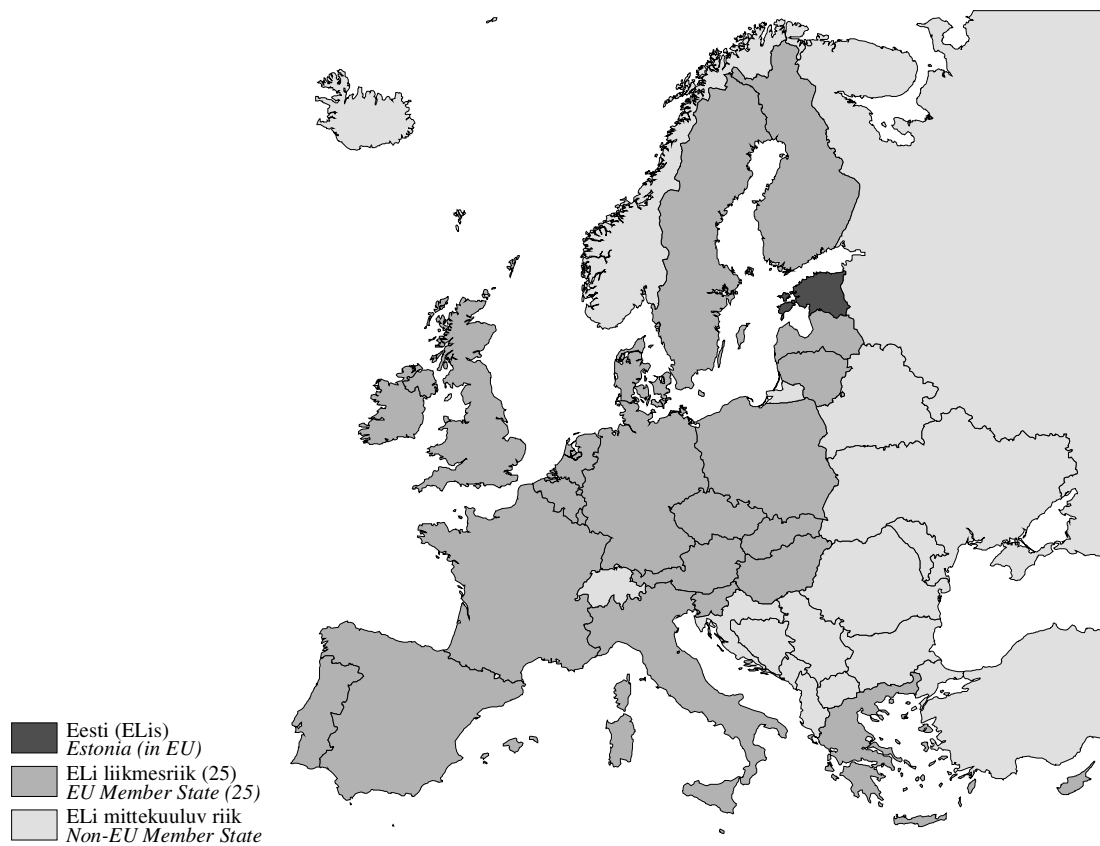 Eesti (ELis)
Estonia (in EU)
ELi liikmesriik (25)
EU Member State (25)
ELi mittekuuluv riik
Non-EU Member State